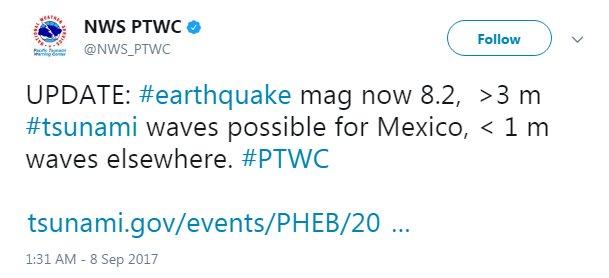 NWS PTWC
@NWS_PTWC
Follow
UPDATE: #earthquake mag now 8.2, >3 m
#tsunami waves possible for Mexico, < 1 m
waves elsewhere. #PTWC
tsunami.gov/events/PHEB/20 ...
1:31 AM - 8 Sep 2017